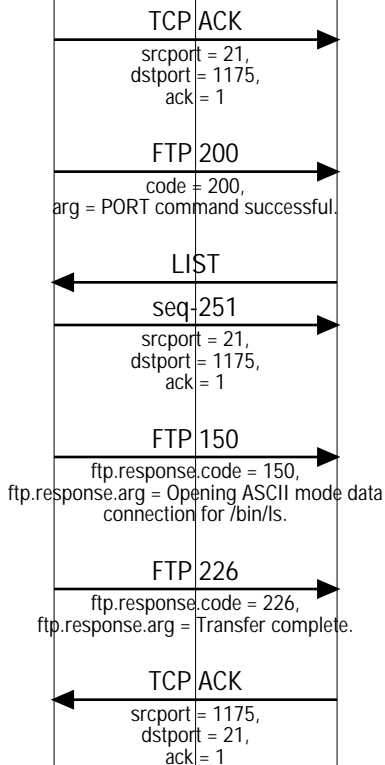 TCP ACK
srcport = 21,
dstport = 1175,
ack = 1
FTP 200
code = 200,
arg = PORT command successful.
LIST
seq-251
srcport = 21,
dstport = 1175,
ack = 1
FTP 150
ftp.response.code = 150,
ftp.response.arg = Opening ASCII mode data
connection for /bin/ls.
FTP 226
ftp.response.code = 226,
ftp.response.arg = Transfer complete.
TCP ACK
srcport = 1175,
dstport = 21,
ack = 1